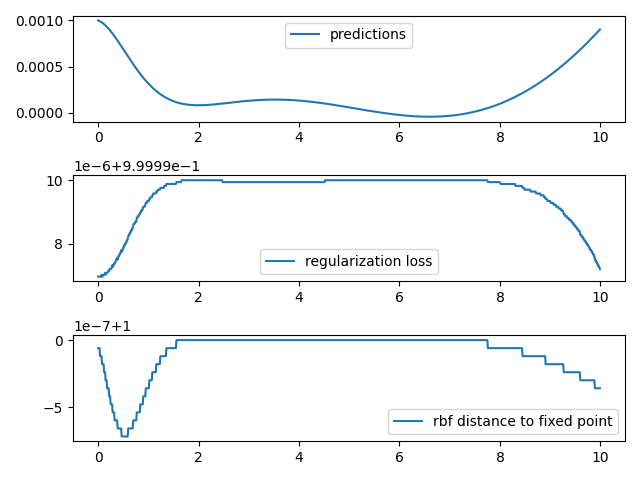 0.0010
0.0005
0.0000
predictions
0 2 4 6 8 10
1e-6+9.9999e-1
10
8
regularization loss
0 2 4 6 8 10
1e-7+1
0
−5
rbf distance to fixed point
0 2 4 6 8 10